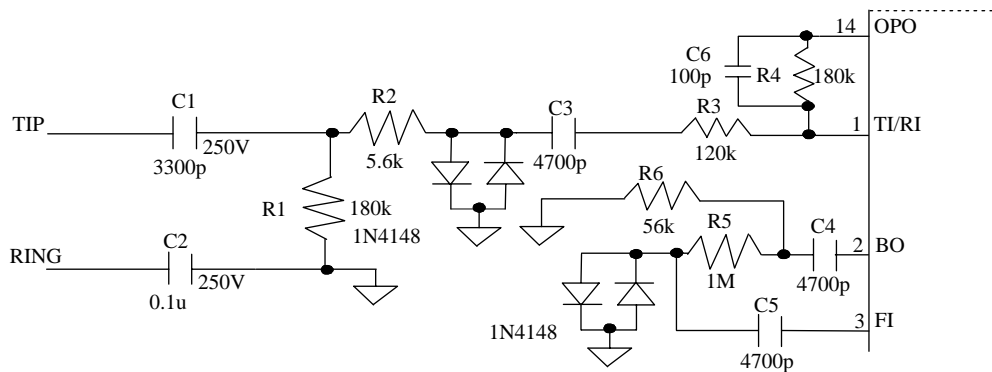 14 OPO
C6
100p
R4
180k
C1
R2
C3
R3
TIP
250V
1 TI/RI
3300p
5.6k
4700p
120k
R6
R1
180k
56k
1N4148
R5
C4
C2
RING
250V
2 BO
0.1u
1M
4700p
C5
1N4148
3 FI
4700p